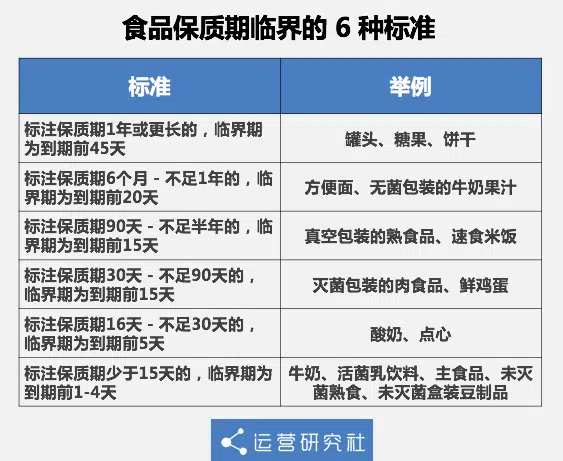 食品保质期临界的 6 种标准
标准
举例
标注保质期1年或更长的，临界期
为到期前45天
罐头、糖果、饼干
标注保质期6个月 - 不足1年的，临
界期为到期前20天
方便面、无菌包装的牛奶果汁
标注保质期90天 - 不足半年的，临
界期为到期前15天
真空包装的熟食品、速食米饭
标注保质期30天 - 不足90天的，
临界期为到期前15天
灭菌包装的肉食品、鲜鸡蛋
标注保质期16天 - 不足30天的，
临界期为到期前5天
酸奶、点心
标注保质期少于15天的，临界期为
到期前1-4天
牛奶、活菌乳饮料、主食品、未灭
菌熟食、未灭菌盒装豆制品
运营研究社